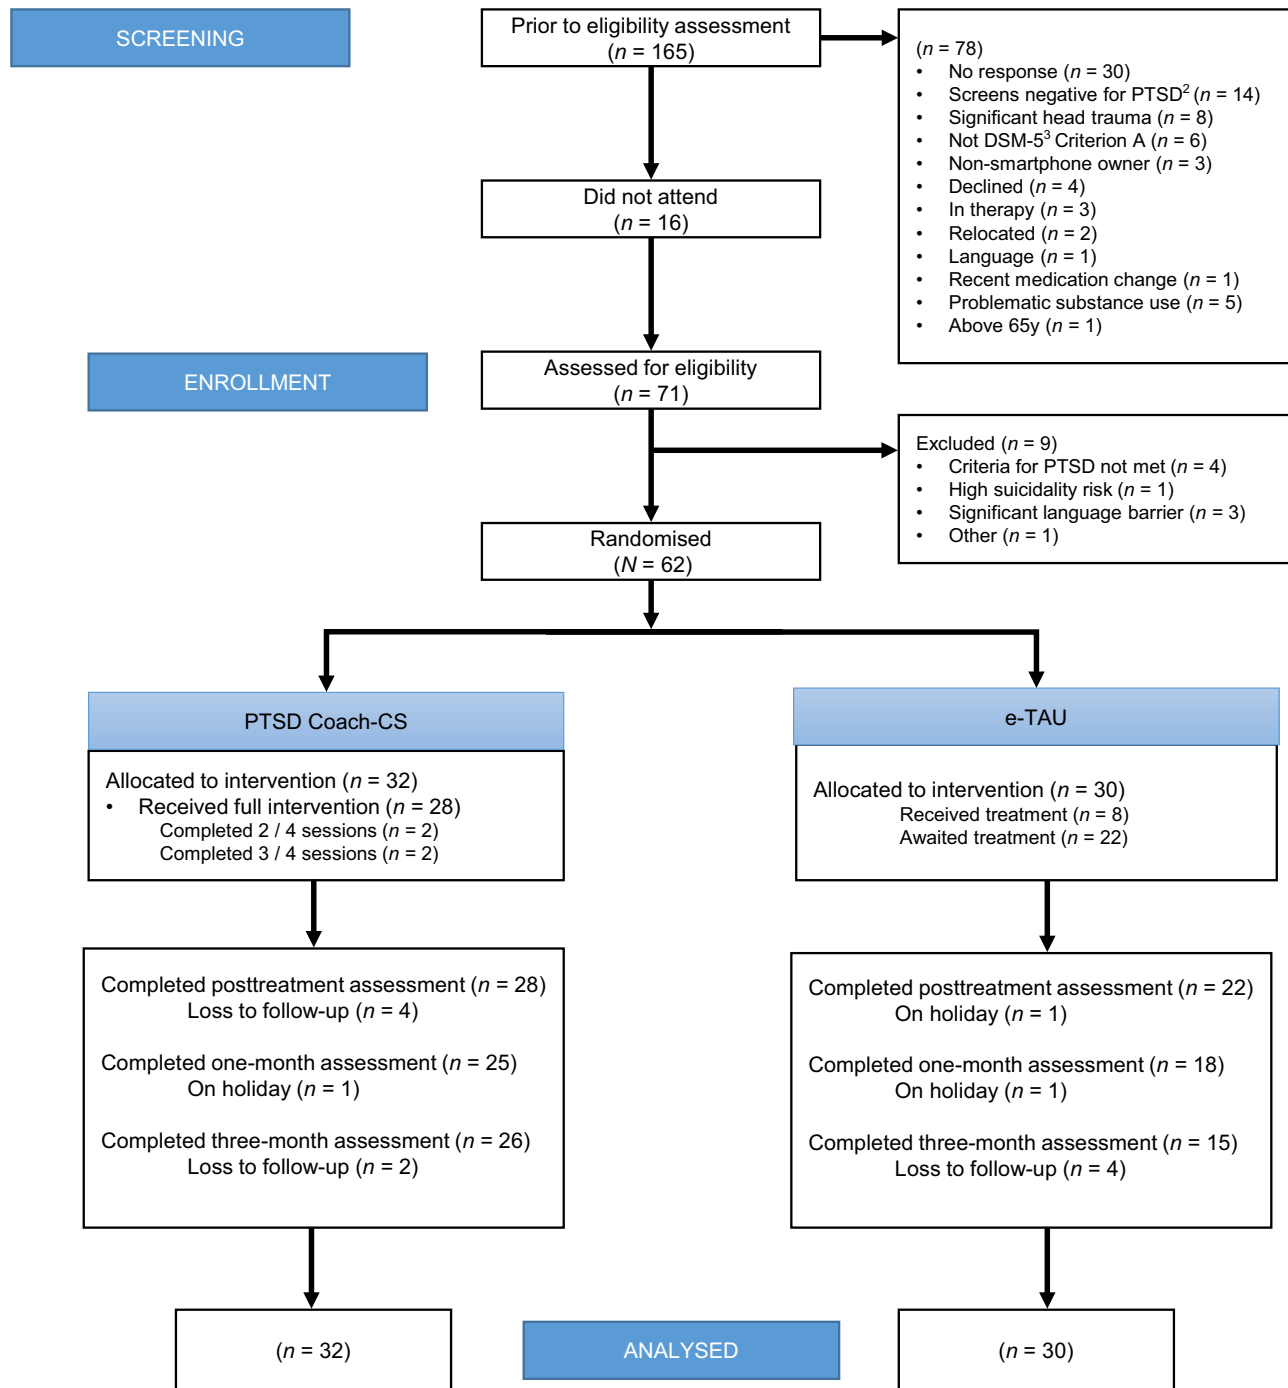 SCREENING
Prior to eligibility assessment
(n = 165)
(n = 78)
• No response (n = 30)
• Screens negative for PTSD² (n = 14)
• Significant head trauma (n = 8)
• Not DSM-5³ Criterion A (n = 6)
• Non-smartphone owner (n = 3)
• Declined (n = 4)
• In therapy (n = 3)
• Relocated (n = 2)
• Language (n = 1)
• Recent medication change (n = 1)
• Problematic substance use (n = 5)
• Above 65y (n = 1)
Did not attend
(n = 16)
ENROLLMENT
Assessed for eligibility
(n = 71)
Excluded (n = 9)
• Criteria for PTSD not met (n = 4)
• High suicidality risk (n = 1)
• Significant language barrier (n = 3)
• Other (n = 1)
Randomised
(N = 62)
PTSD Coach-CS
Allocated to intervention (n = 32)
• Received full intervention (n = 28)
Completed 2 / 4 sessions (n = 2)
Completed 3 / 4 sessions (n = 2)
e-TAU
Allocated to intervention (n = 30)
Received treatment (n = 8)
Awaited treatment (n = 22)
Completed posttreatment assessment (n = 28)
Loss to follow-up (n = 4)
Completed one-month assessment (n = 25)
On holiday (n = 1)
Completed three-month assessment (n = 26)
Loss to follow-up (n = 2)
Completed posttreatment assessment (n = 22)
On holiday (n = 1)
Completed one-month assessment (n = 18)
On holiday (n = 1)
Completed three-month assessment (n = 15)
Loss to follow-up (n = 4)
(n = 32)
ANALYSED
(n = 30)